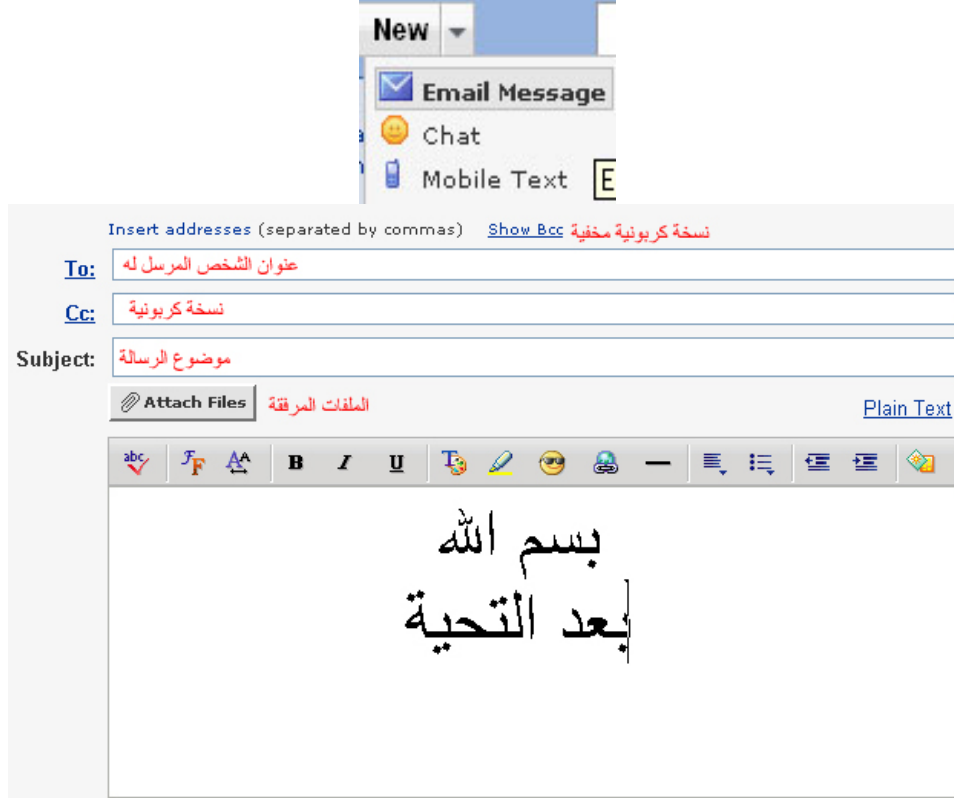 New
Email Message
Chat
Mobile Text E
Insert addresses (separated by commas) Show Bcc نسخة كربونية مخفية
To: عنوان الشخص المرسل له
Cc: نسخة كربونية
Subject: موضوع الرسالة
Attach Files الملفات المرفقة Plain Text
abc
بسم الله
بعد التحية